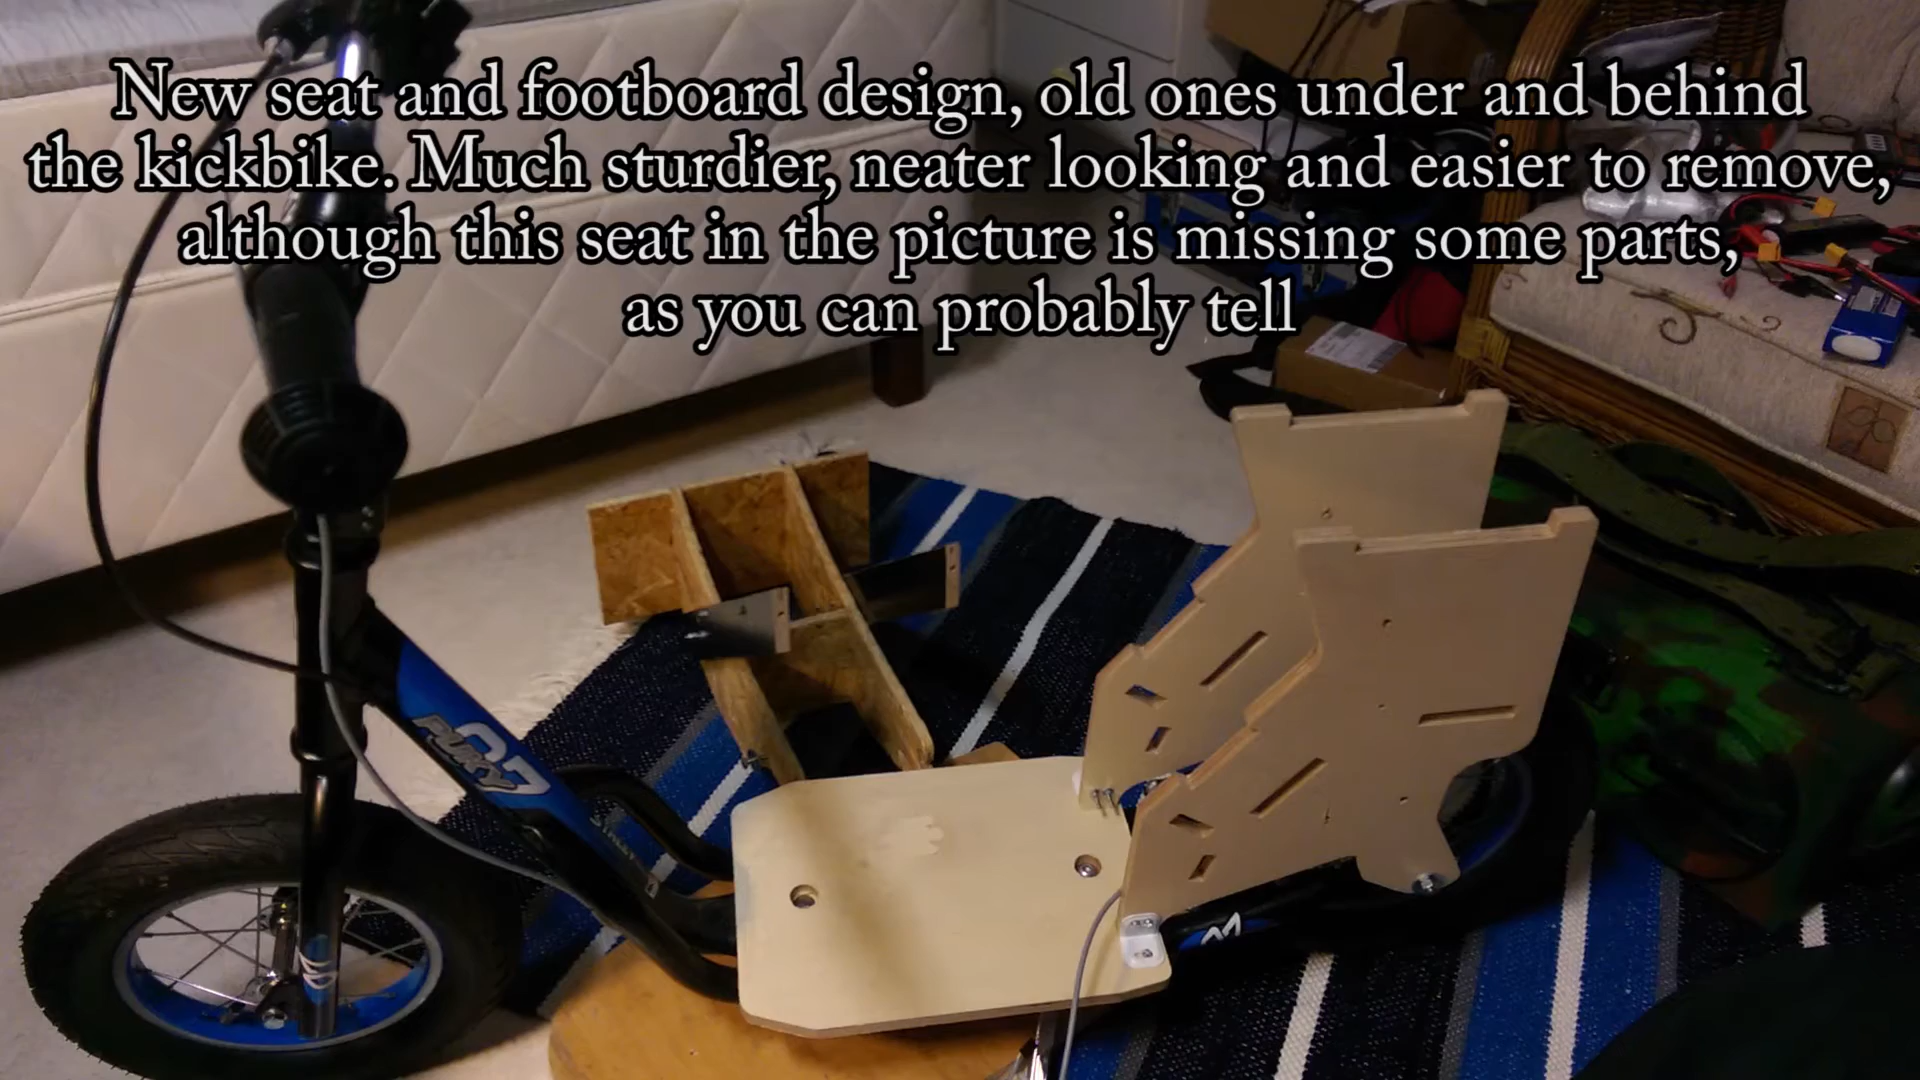 New seat and footboard design, old ones under and behind
the kickbike. Much sturdier, neater looking and easier to remove,
although this seat in the picture is missing some parts,
as you can probably tell
PUKY